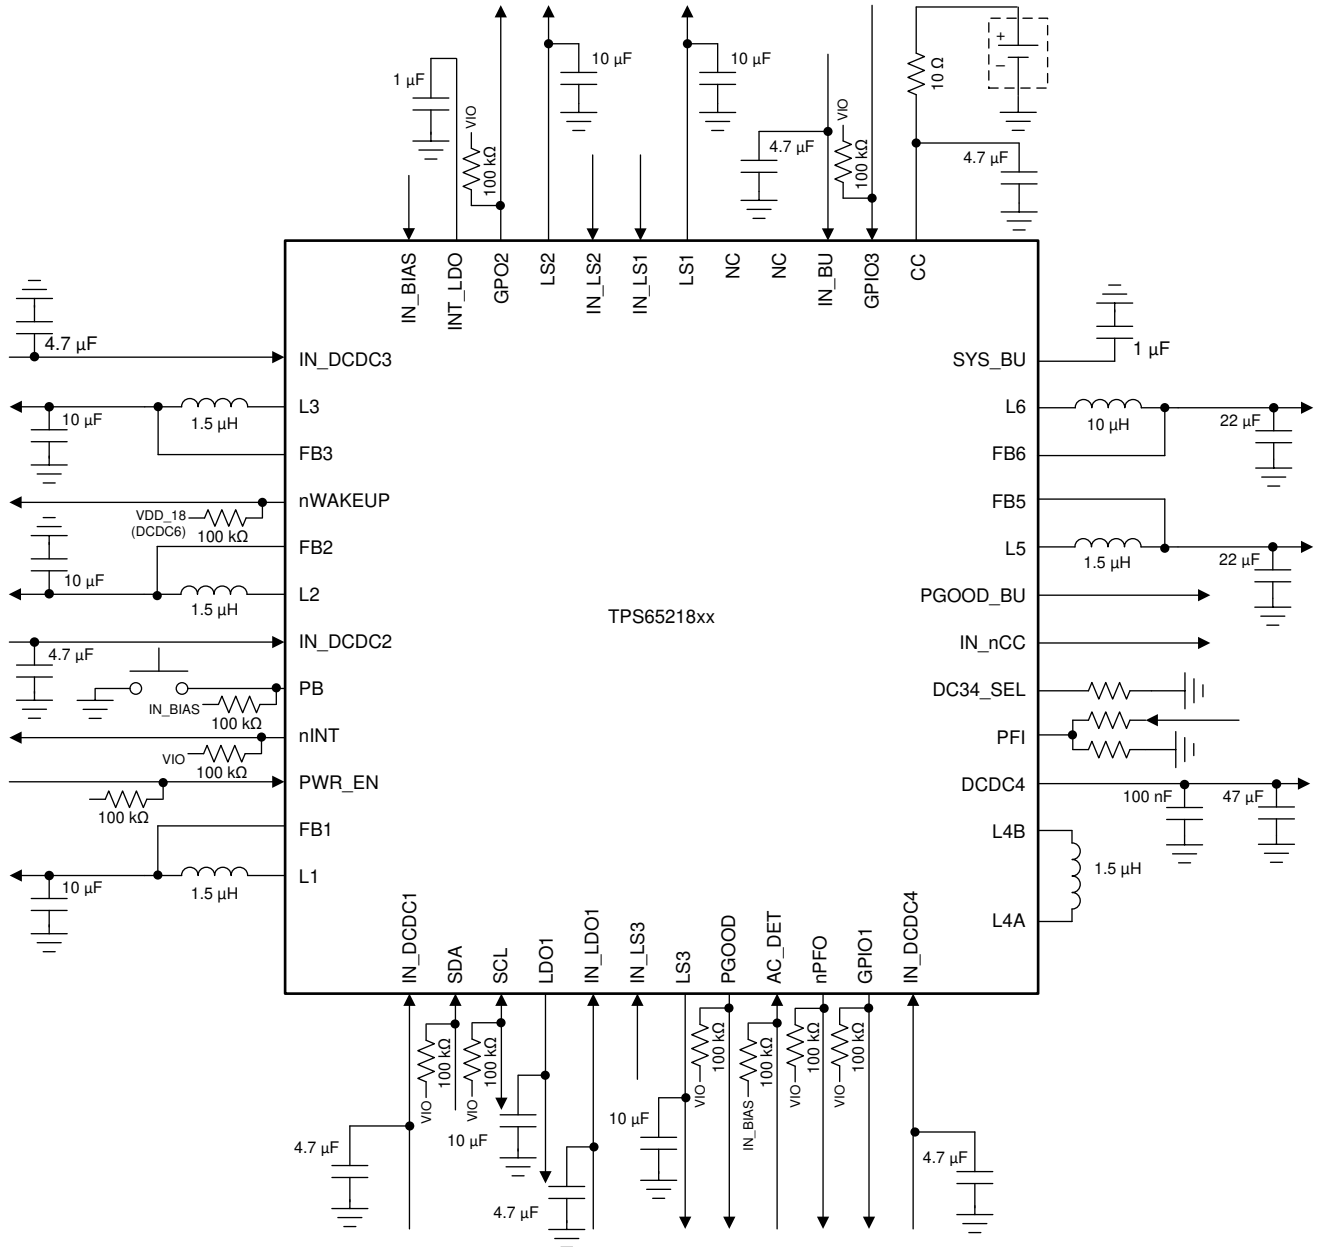 1 µF
VIO
100 kΩ
10 µF
10 µF
4.7 µF
VIO
100 kΩ
10 Ω
+
–
4.7 µF
IN_BIAS
INT_LDO
GPO2
LS2
IN_LS2
IN_LS1
LS1
NC
NC
IN_BU
GPIO3
CC
4.7 µF
IN_DCDC3
10 µF
1.5 µH
L3
FB3
nWAKEUP
VDD_18
(DCDC6)
100 kΩ
FB2
10 µF
1.5 µH
L2
IN_DCDC2
4.7 µF
PB
IN_BIAS
100 kΩ
nINT
VIO
100 kΩ
PWR_EN
100 kΩ
FB1
10 µF
1.5 µH
L1
TPS65218xx
SYS_BU
1 µF
L6
10 µH
22 µF
FB6
FB5
L5
1.5 µH
22 µF
PGOOD_BU
IN_nCC
DC34_SEL
PFI
DCDC4
100 nF
47 µF
L4B
1.5 µH
L4A
IN_DCDC1
SDA
SCL
LDO1
IN_LDO1
IN_LS3
LS3
PGOOD
AC_DET
nPFO
GPIO1
IN_DCDC4
4.7 µF
VIO
100 kΩ
VIO
100 kΩ
10 µF
4.7 µF
10 µF
VIO
100 kΩ
IN_BIAS
100 kΩ
VIO
100 kΩ
VIO
100 kΩ
4.7 µF